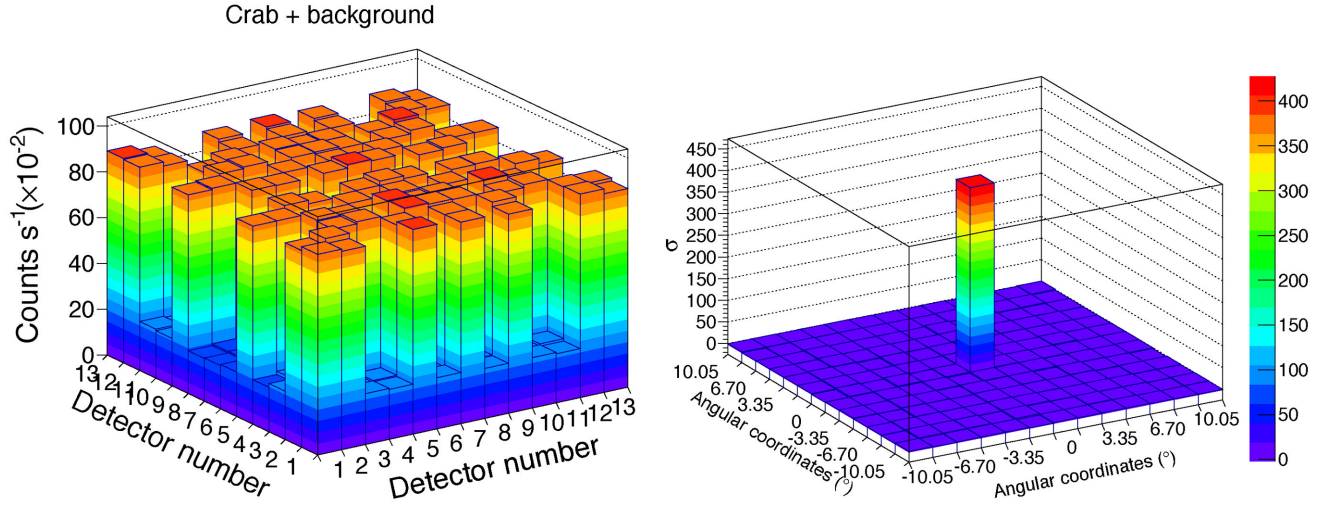 Crab + background
Counts s⁻¹(×10⁻²)
100
80
60
40
20
0
13 12 11 10 9 8 7 6 5 4 3 2 1
Detector number
1 2 3 4 5 6 7 8 9 10 11 12 13
Detector number
σ
450
400
350
300
250
200
150
100
50
0
10.05 6.70 3.35 0 -3.35 -6.70 -10.05
Angular coordinates (°)
-10.05 -6.70 -3.35 0 3.35 6.70 10.05
Angular coordinates (°)
400
350
300
250
200
150
100
50
0